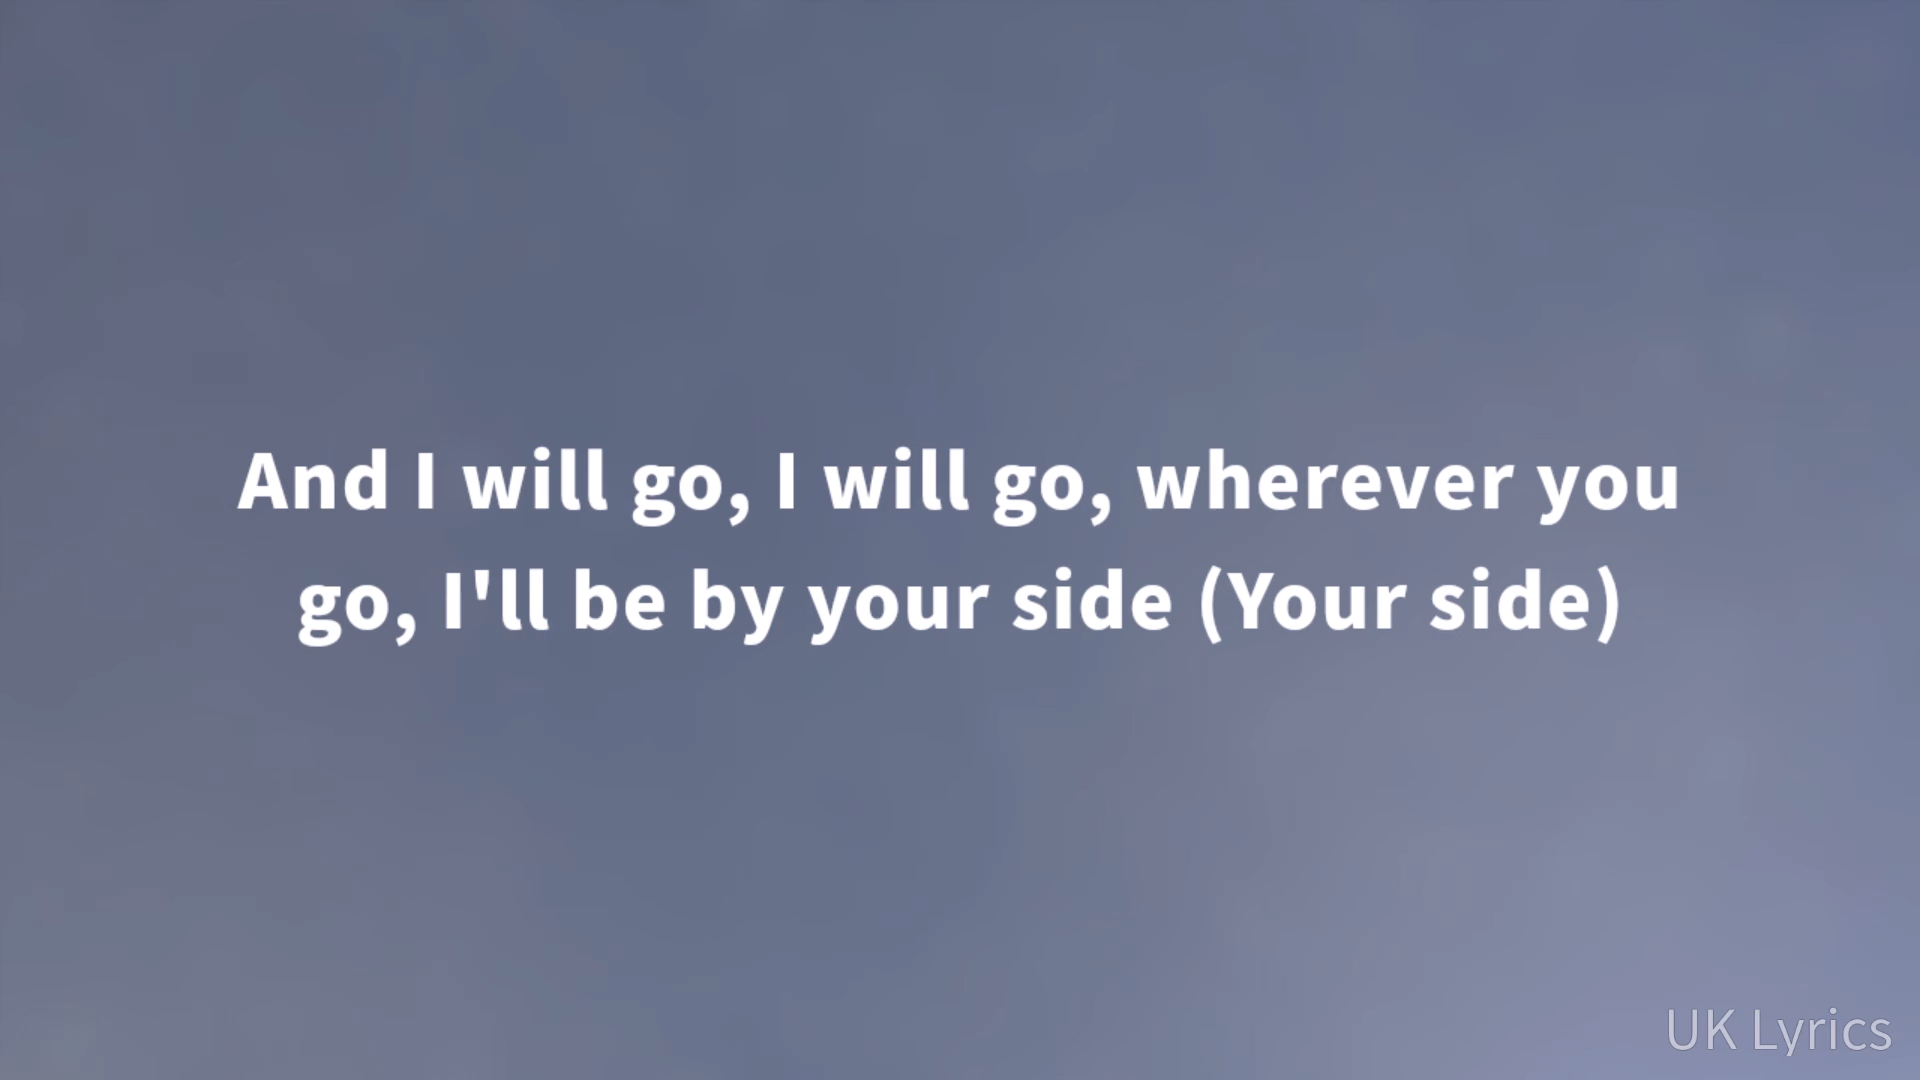 And I will go, I will go, wherever you
go, I'll be by your side (Your side)
UK Lyrics